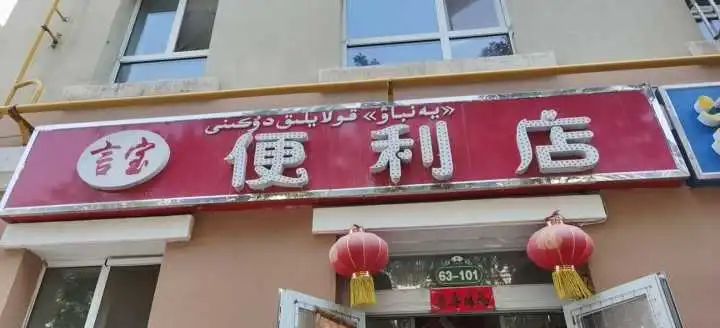 «يەنباۋ» قولايلىق دۇكىنى
言宝
便利店
63-101